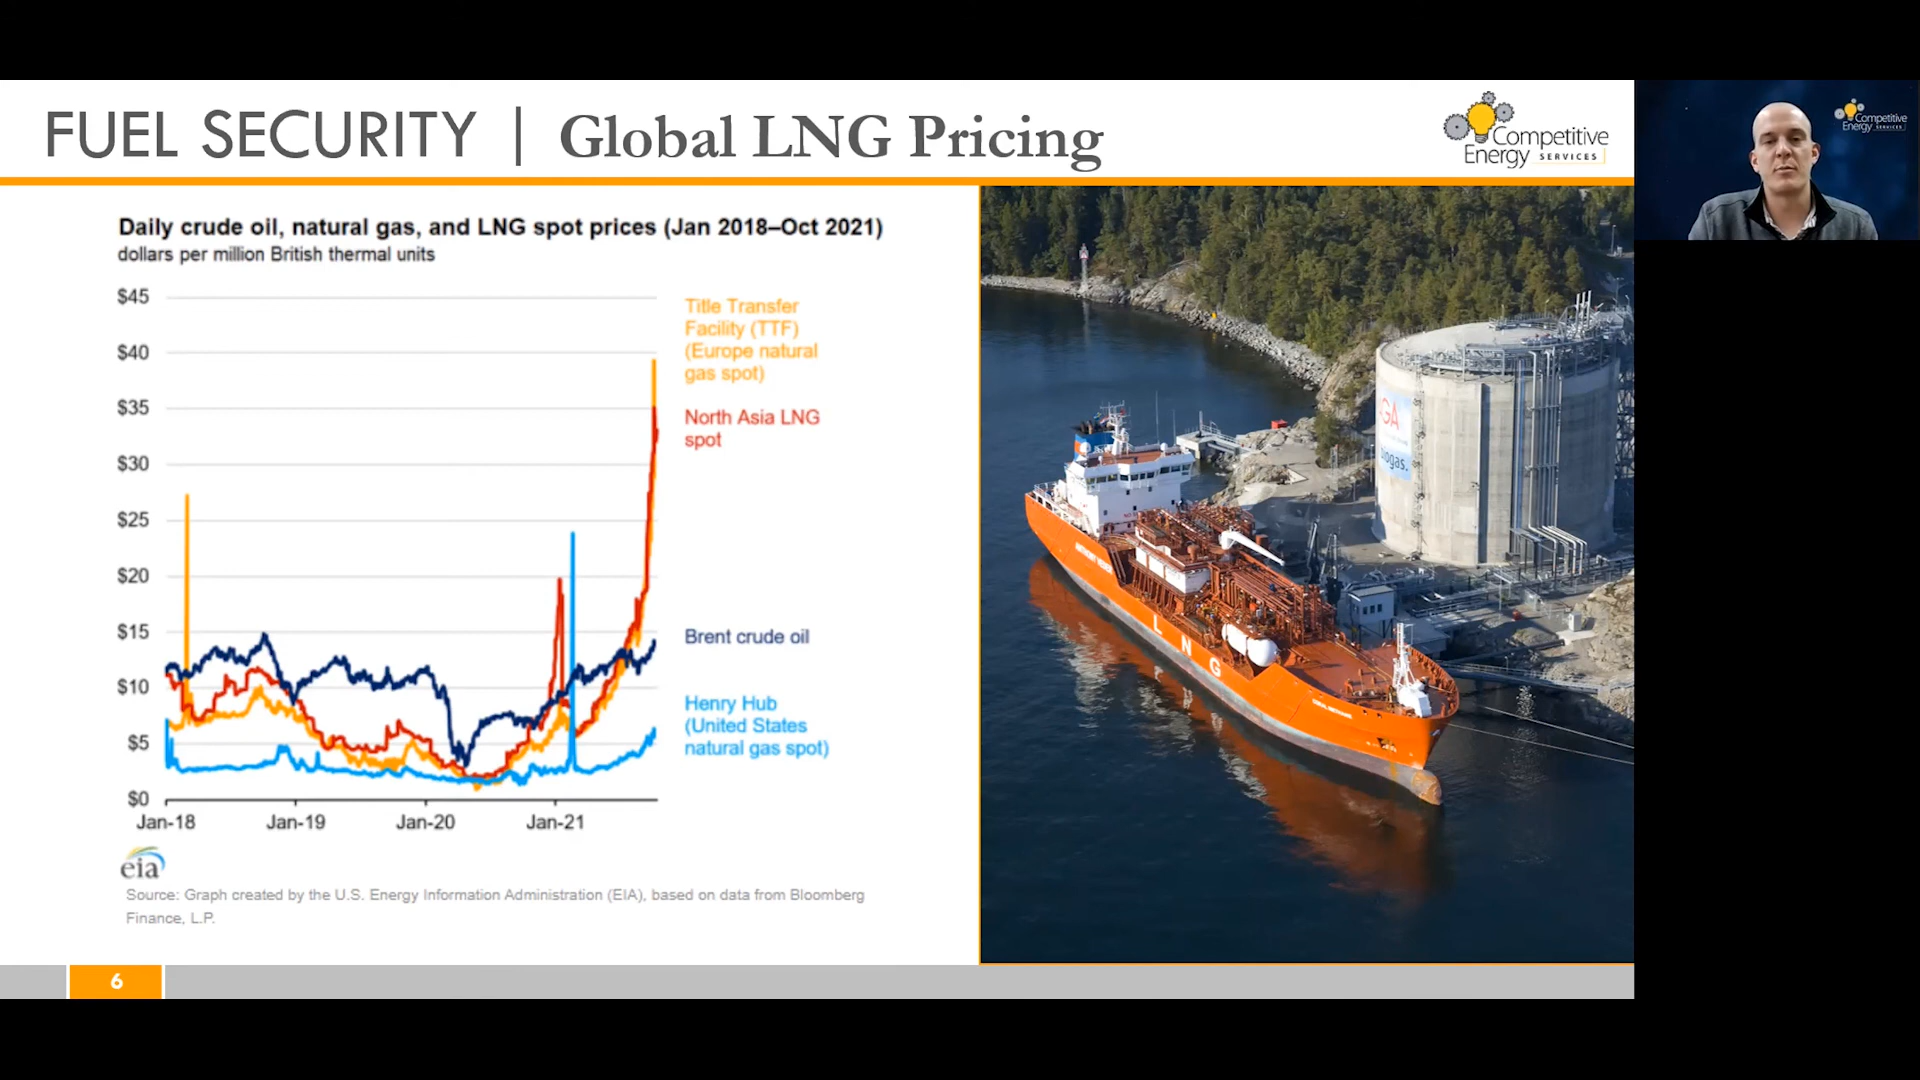 FUEL SECURITY | Global LNG Pricing
Competitive
Energy SERVICES
Competitive
Energy SERVICES
Daily crude oil, natural gas, and LNG spot prices (Jan 2018–Oct 2021)
dollars per million British thermal units
$45
$40
$35
$30
$25
$20
$15
$10
$5
$0
Jan-18 Jan-19 Jan-20 Jan-21
Title Transfer
Facility (TTF)
(Europe natural
gas spot)
North Asia LNG
spot
Brent crude oil
Henry Hub
(United States
natural gas spot)
eia
Source: Graph created by the U.S. Energy Information Administration (EIA), based on data from Bloomberg
Finance, L.P.
GA
biogas.
L N G
6